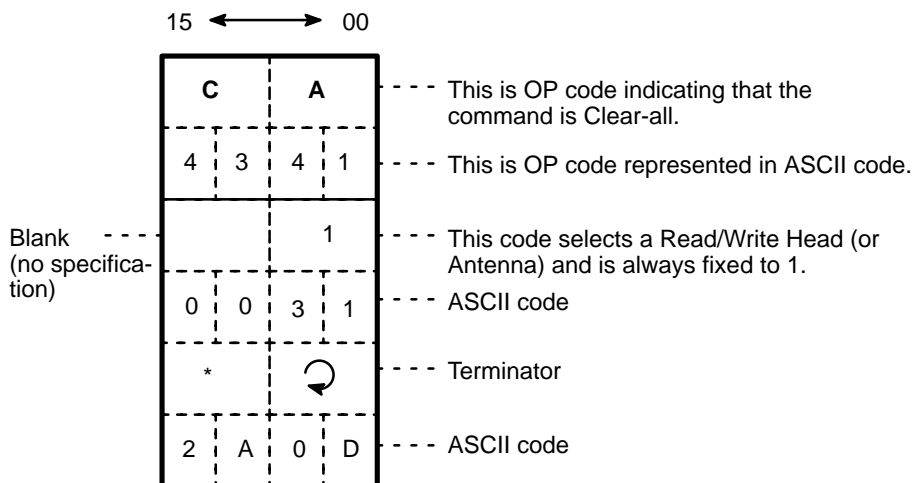 15 00
C A This is OP code indicating that the
command is Clear-all.
4 3 4 1 This is OP code represented in ASCII code.
Blank
(no specifica-
tion)
1 This code selects a Read/Write Head (or
Antenna) and is always fixed to 1.
0 0 3 1 ASCII code
* Terminator
2 A 0 D ASCII code